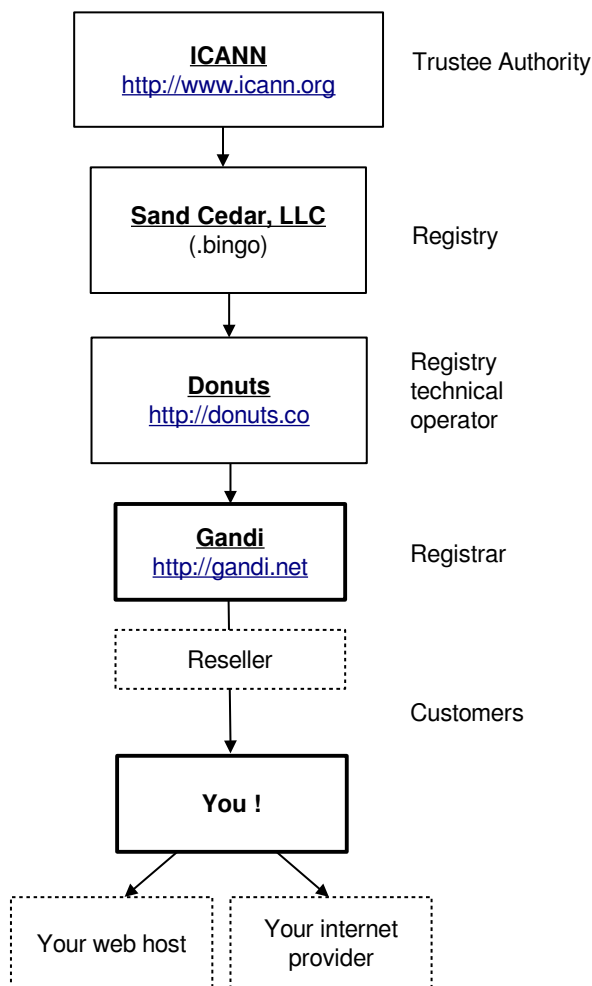 ICANN
http://www.icann.org
Trustee Authority
Sand Cedar, LLC
(.bingo)
Registry
Donuts
http://donuts.co
Registry
technical
operator
Gandi
http://gandi.net
Registrar
Reseller
Customers
You !
Your web host
Your internet
provider